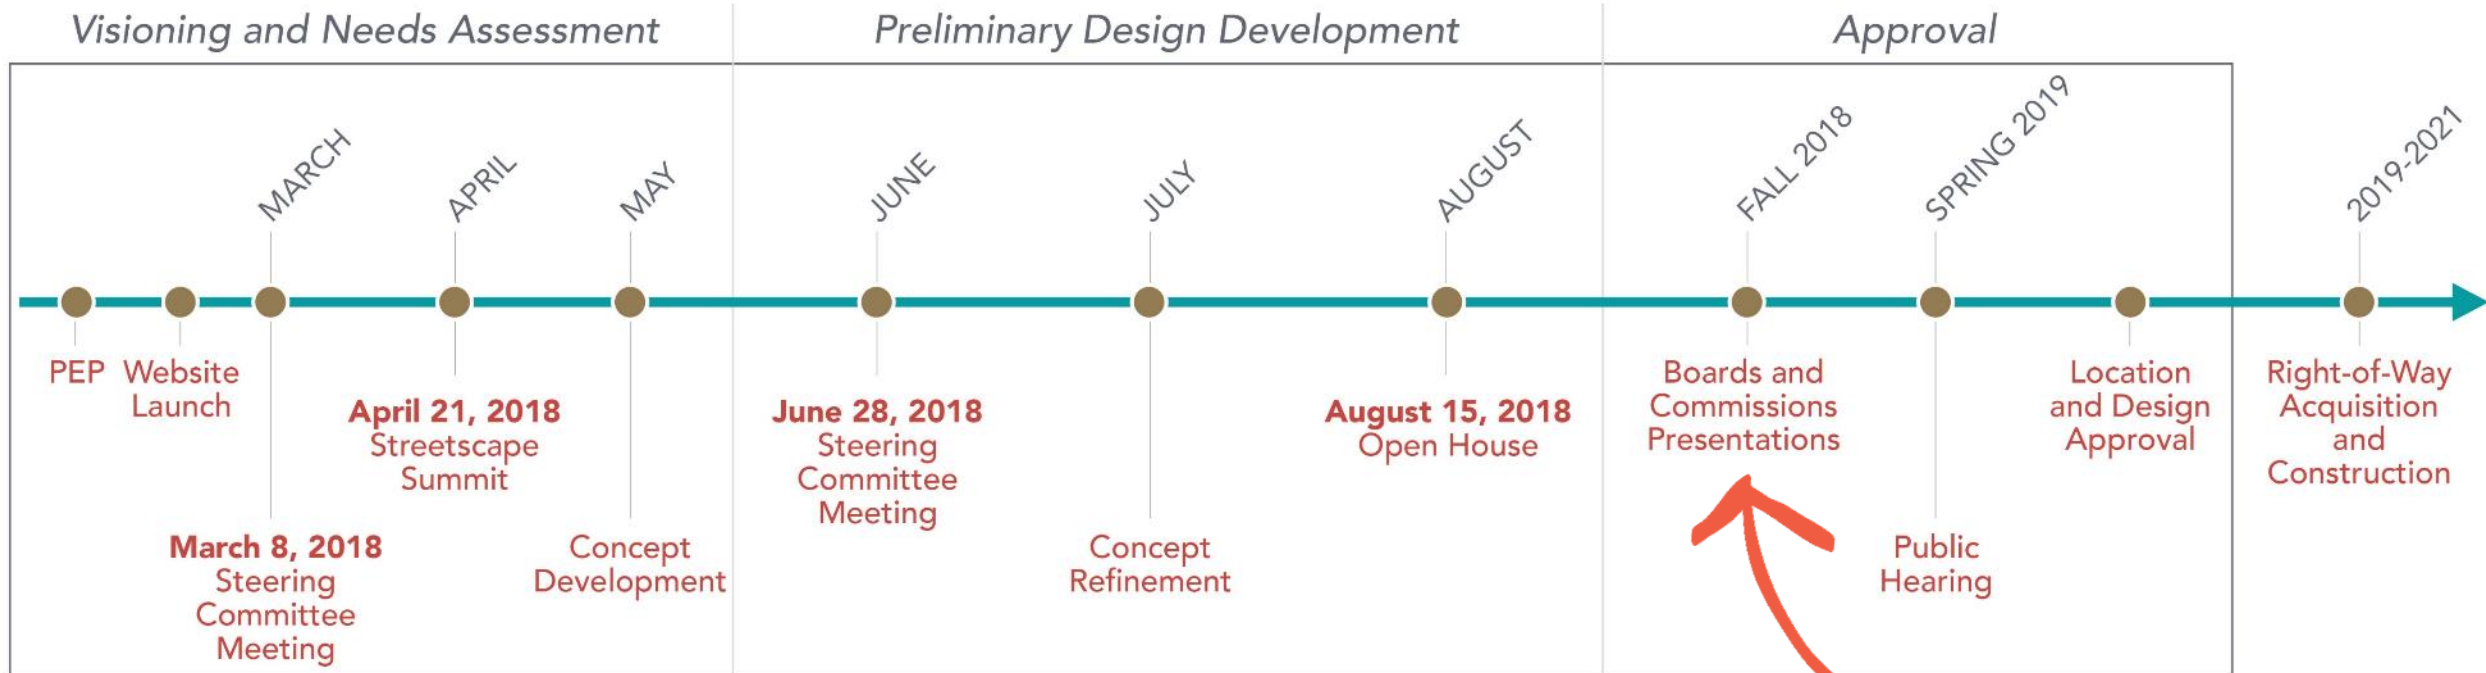 Visioning and Needs Assessment
Preliminary Design Development
Approval
MARCH
APRIL
MAY
JUNE
JULY
AUGUST
FALL 2018
SPRING 2019
2019-2021
PEP
Website
Launch
March 8, 2018
Steering
Committee
Meeting
April 21, 2018
Streetscape
Summit
Concept
Development
June 28, 2018
Steering
Committee
Meeting
Concept
Refinement
August 15, 2018
Open House
Boards and
Commissions
Presentations
Public
Hearing
Location
and Design
Approval
Right-of-Way
Acquisition
and
Construction